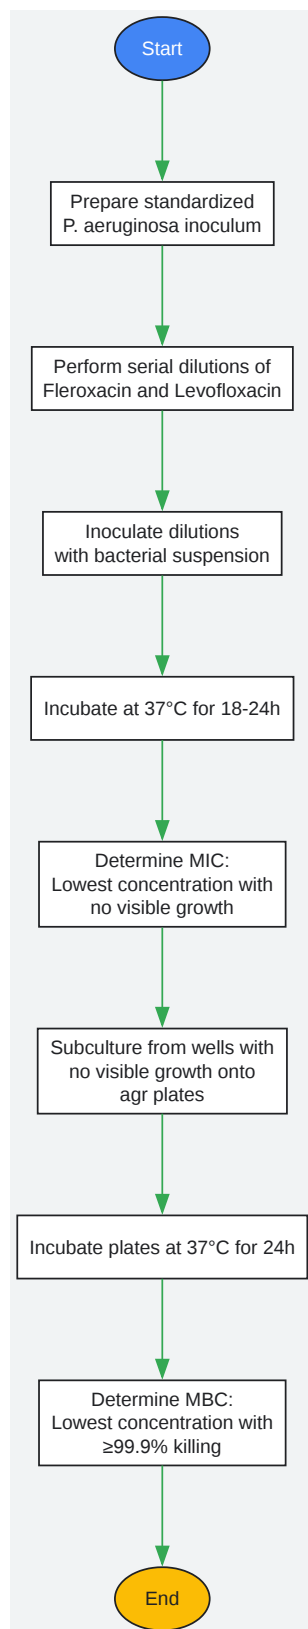 Start
Prepare standardized
P. aeruginosa inoculum
Perform serial dilutions of
Fleroxacin and Levofloxacin
Inoculate dilutions
with bacterial suspension
Incubate at 37°C for 18-24h
Determine MIC:
Lowest concentration with
no visible growth
Subculture from wells with
no visible growth onto
agr plates
Incubate plates at 37°C for 24h
Determine MBC:
Lowest concentration with
≥99.9% killing
End